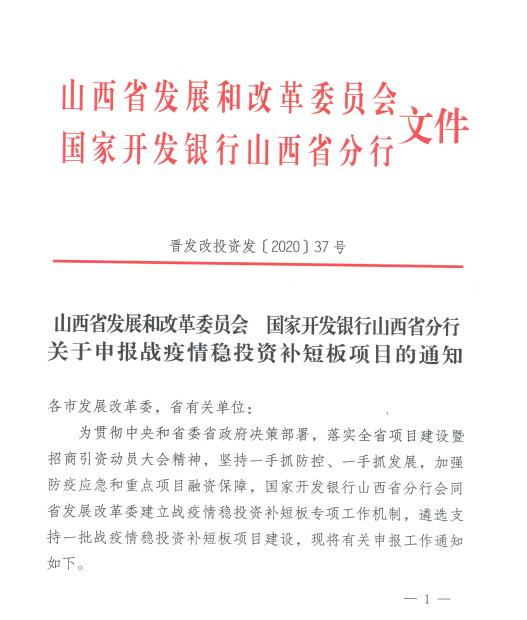 山西省发展和改革委员会
国家开发银行山西省分行
文件
晋发改投资发〔2020〕37号
山西省发展和改革委员会 国家开发银行山西省分行
关于申报战疫情稳投资补短板项目的通知
各市发展改革委，省有关单位：
为贯彻中央和省委省政府决策部署，落实全省项目建设暨
招商引资动员大会精神，坚持一手抓防控、一手抓发展，加强
防疫应急和重点项目融资保障，国家开发银行山西省分行会同
省发展改革委建立战疫情稳投资补短板专项工作机制，遴选支
持一批战疫情稳投资补短板项目建设，现将有关申报工作通知
如下。
— 1 —